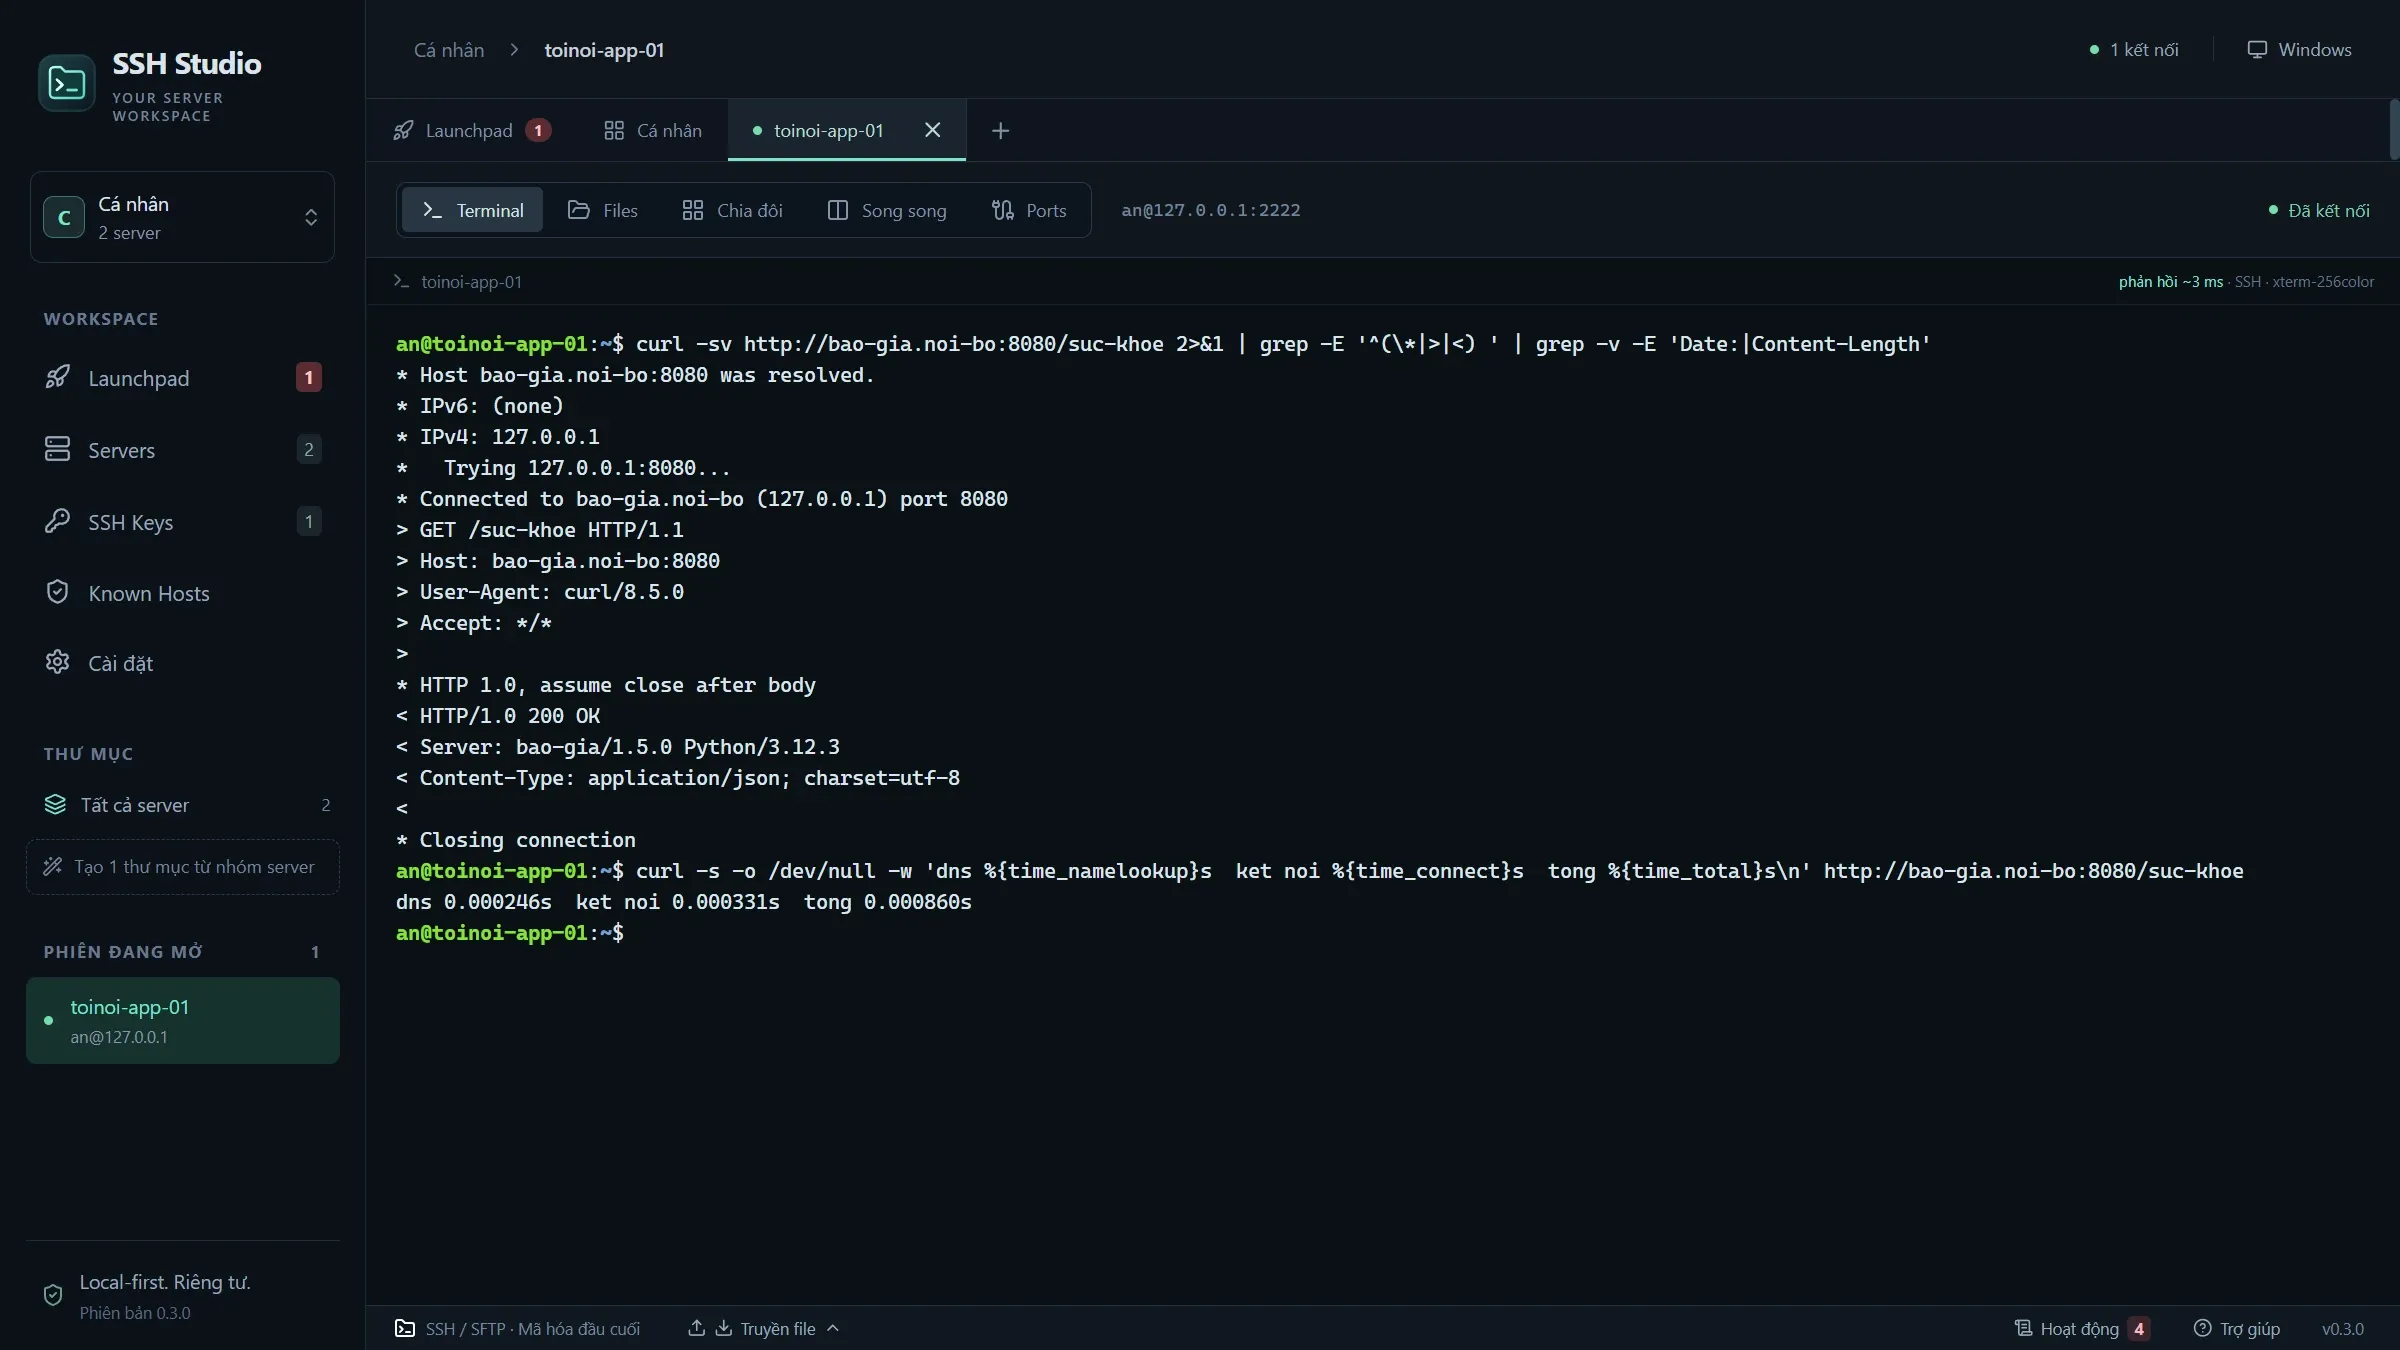 SSH Studio
YOUR SERVER
WORKSPACE
C
Cá nhân
2 server
WORKSPACE
Launchpad 1
Servers 2
SSH Keys 1
Known Hosts
Cài đặt
THƯ MỤC
Tất cả server 2
Tạo 1 thư mục từ nhóm server
PHIÊN ĐANG MỞ 1
toinoi-app-01
an@127.0.0.1
Local-first. Riêng tư.
Phiên bản 0.3.0
Cá nhân > toinoi-app-01
1 kết nối
Windows
Launchpad 1
Cá nhân
toinoi-app-01
Terminal
Files
Chia đôi
Song song
Ports
an@127.0.0.1:2222
Đã kết nối
toinoi-app-01
phản hồi ~3 ms · SSH · xterm-256color
an@toinoi-app-01:~$ curl -sv http://bao-gia.noi-bo:8080/suc-khoe 2>&1 | grep -E '^(\*|>|<) ' | grep -v -E 'Date:|Content-Length'
* Host bao-gia.noi-bo:8080 was resolved.
* IPv6: (none)
* IPv4: 127.0.0.1
*   Trying 127.0.0.1:8080...
* Connected to bao-gia.noi-bo (127.0.0.1) port 8080
> GET /suc-khoe HTTP/1.1
> Host: bao-gia.noi-bo:8080
> User-Agent: curl/8.5.0
> Accept: */*
>
* HTTP 1.0, assume close after body
< HTTP/1.0 200 OK
< Server: bao-gia/1.5.0 Python/3.12.3
< Content-Type: application/json; charset=utf-8
<
* Closing connection
an@toinoi-app-01:~$ curl -s -o /dev/null -w 'dns %{time_namelookup}s  ket noi %{time_connect}s  tong %{time_total}s\n' http://bao-gia.noi-bo:8080/suc-khoe
dns 0.000246s  ket noi 0.000331s  tong 0.000860s
an@toinoi-app-01:~$
SSH / SFTP · Mã hóa đầu cuối
Truyền file
Hoạt động 4
Trợ giúp
v0.3.0